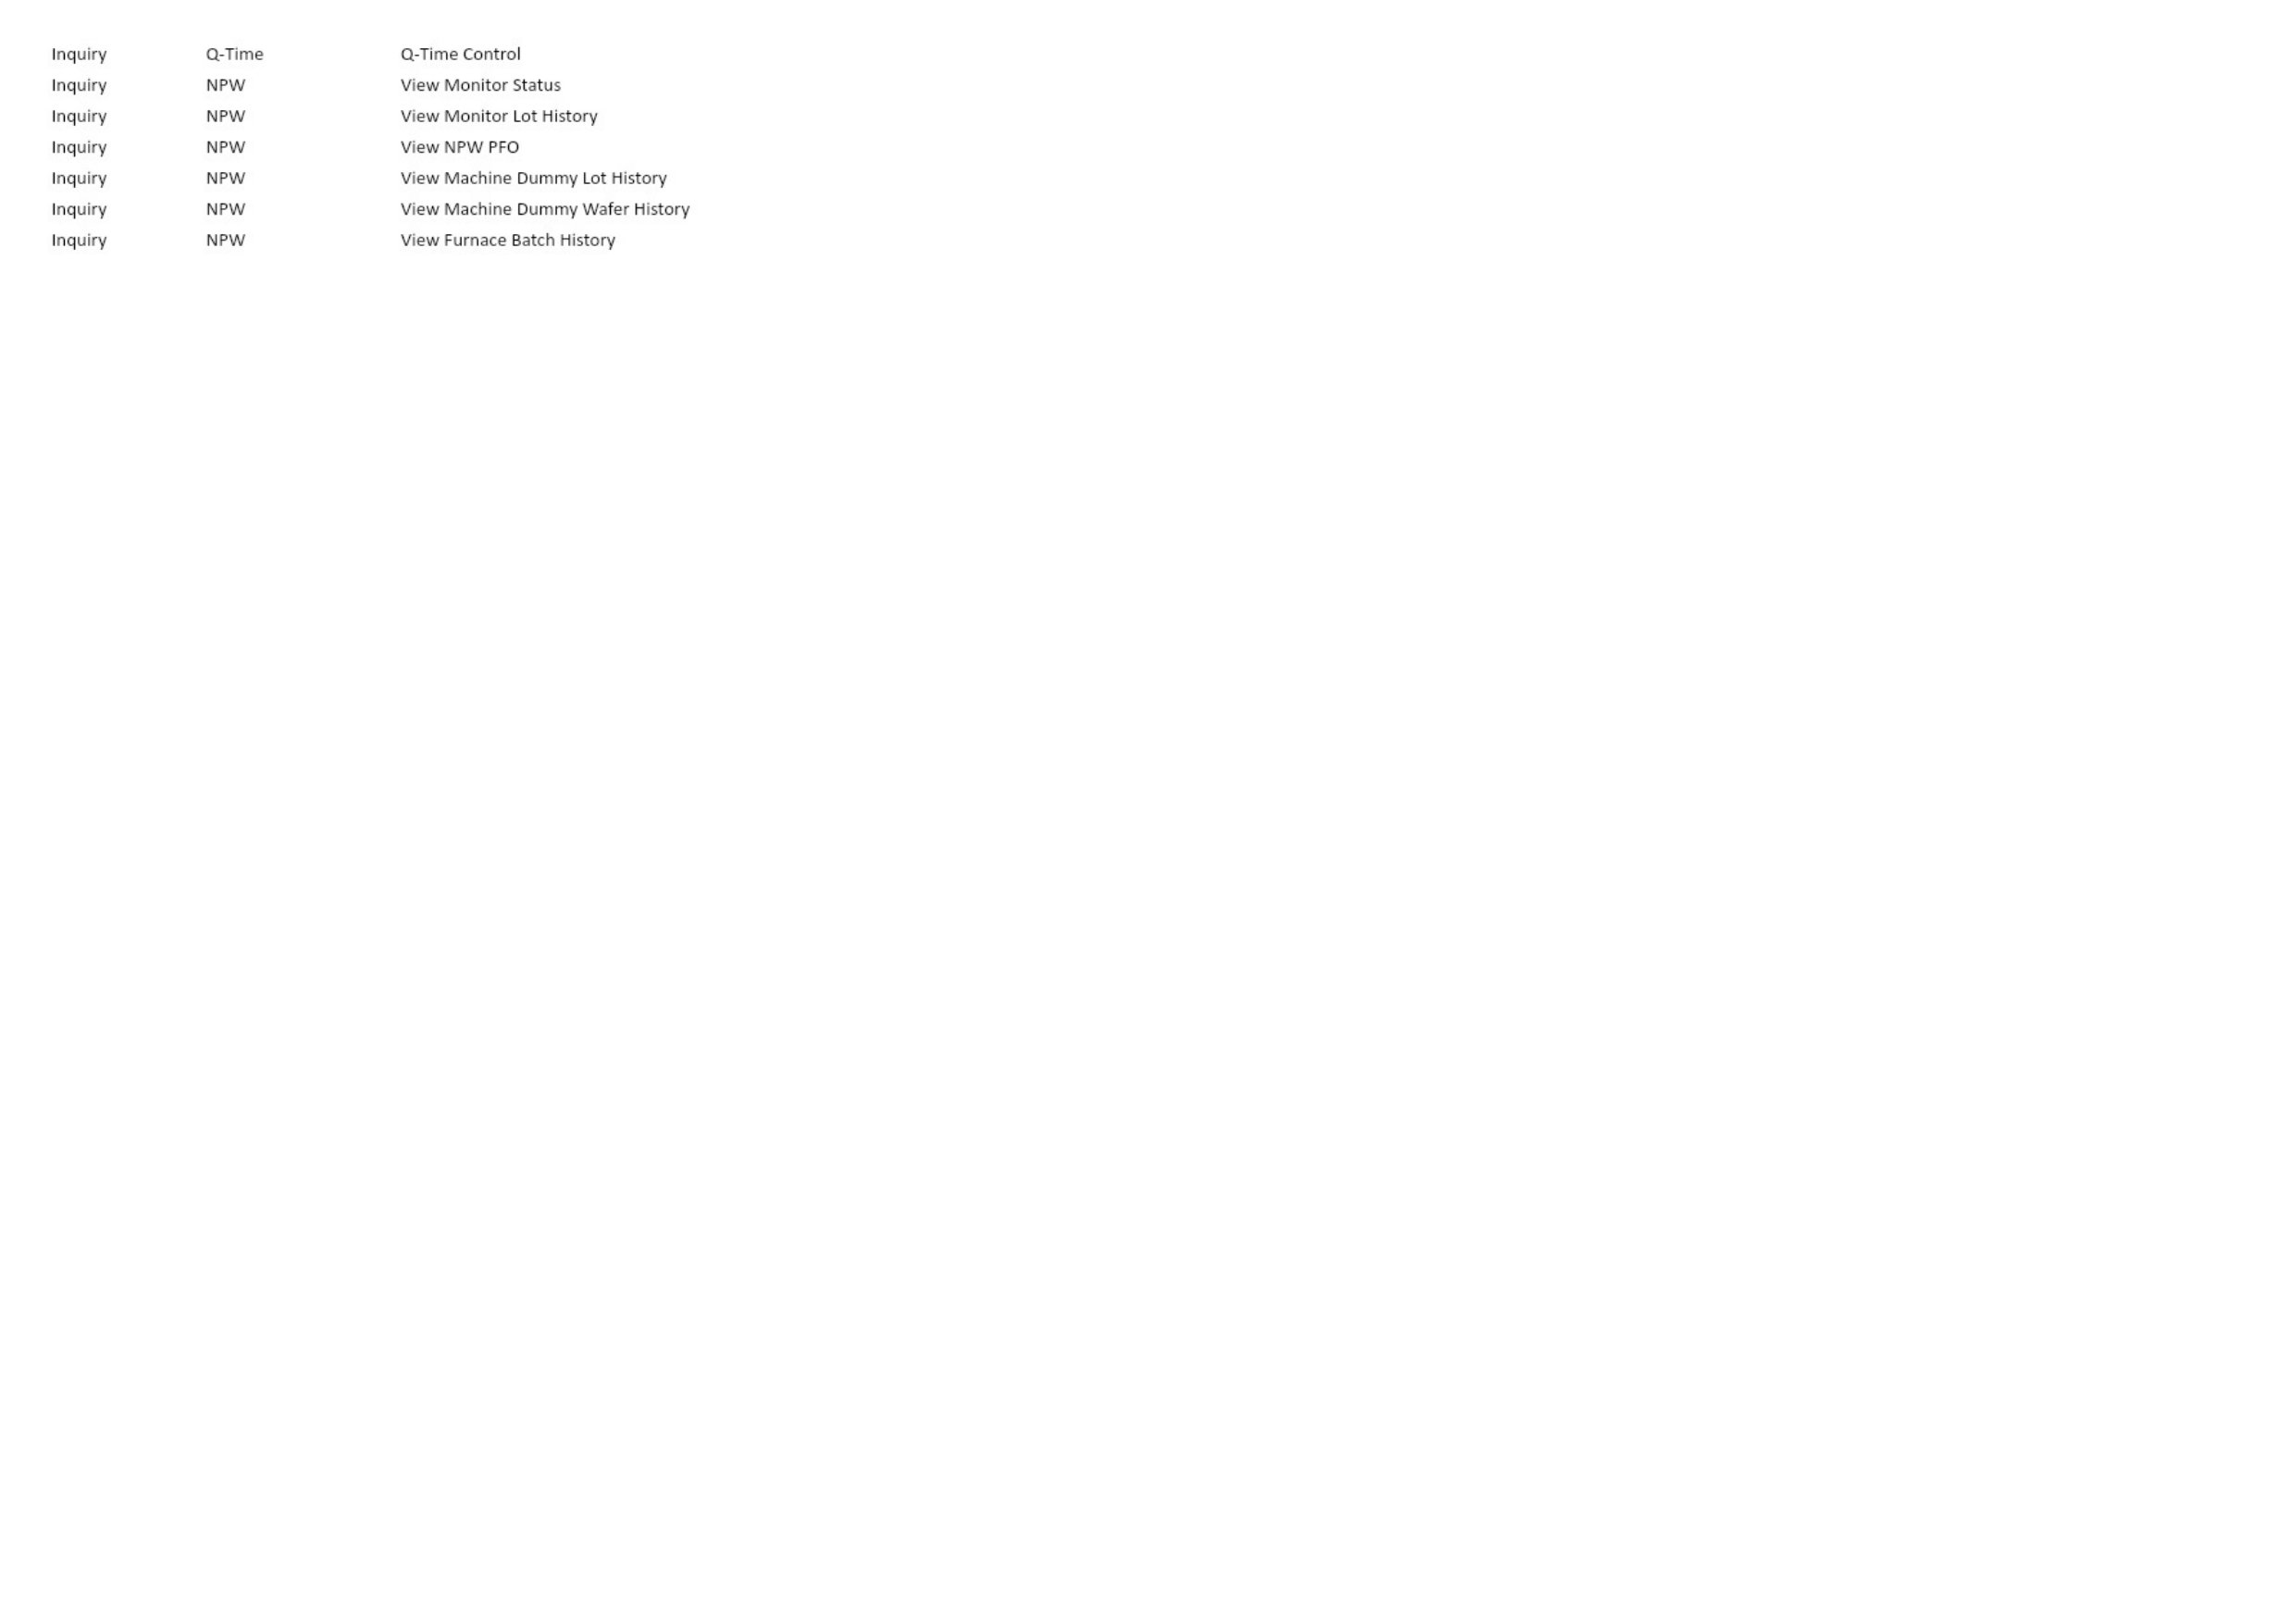 Inquiry Q-Time Q-Time Control
Inquiry NPW View Monitor Status
Inquiry NPW View Monitor Lot History
Inquiry NPW View NPW PFO
Inquiry NPW View Machine Dummy Lot History
Inquiry NPW View Machine Dummy Wafer History
Inquiry NPW View Furnace Batch History